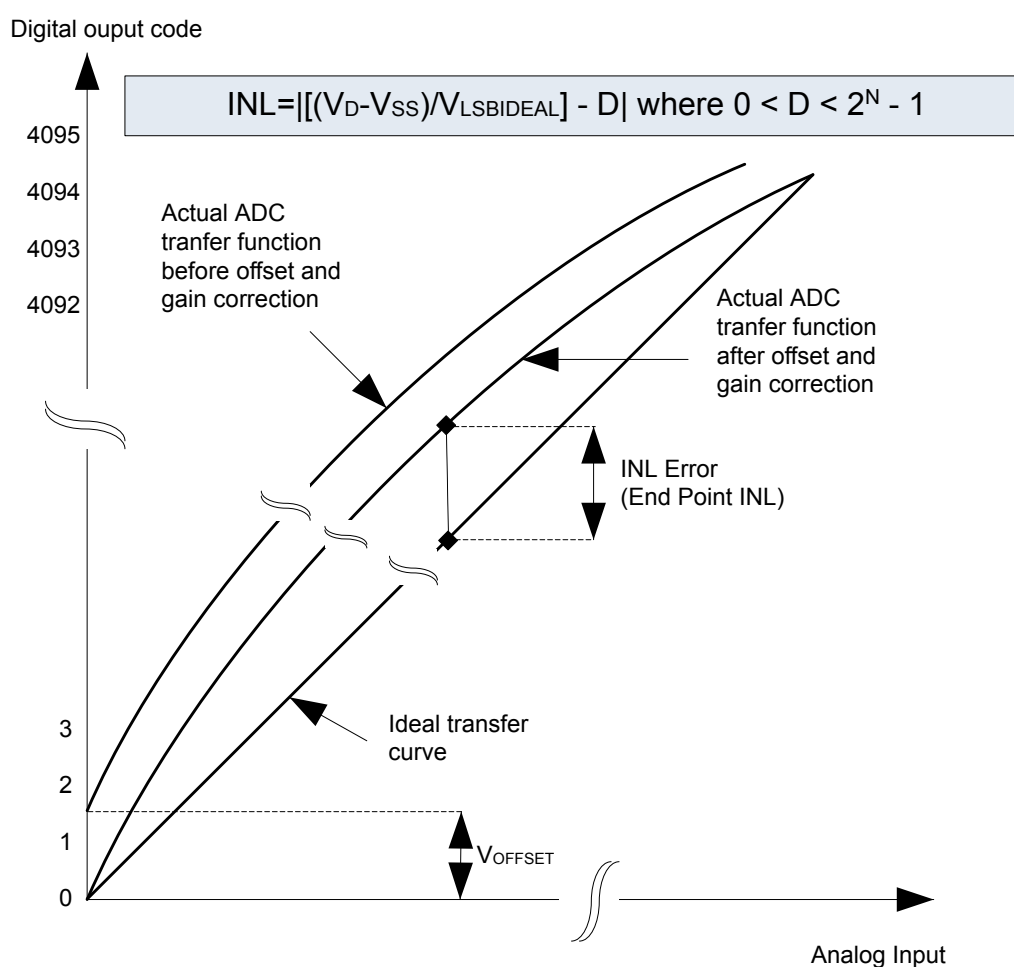 Digital ouput code
INL=|[(VD-VSS)/VLSBIDEAL] - D| where 0 < D < 2^N - 1
4095
4094
4093
4092
Actual ADC
tranfer function
before offset and
gain correction
Actual ADC
tranfer function
after offset and
gain correction
INL Error
(End Point INL)
Ideal transfer
curve
3
2
1
0
VOFFSET
Analog Input